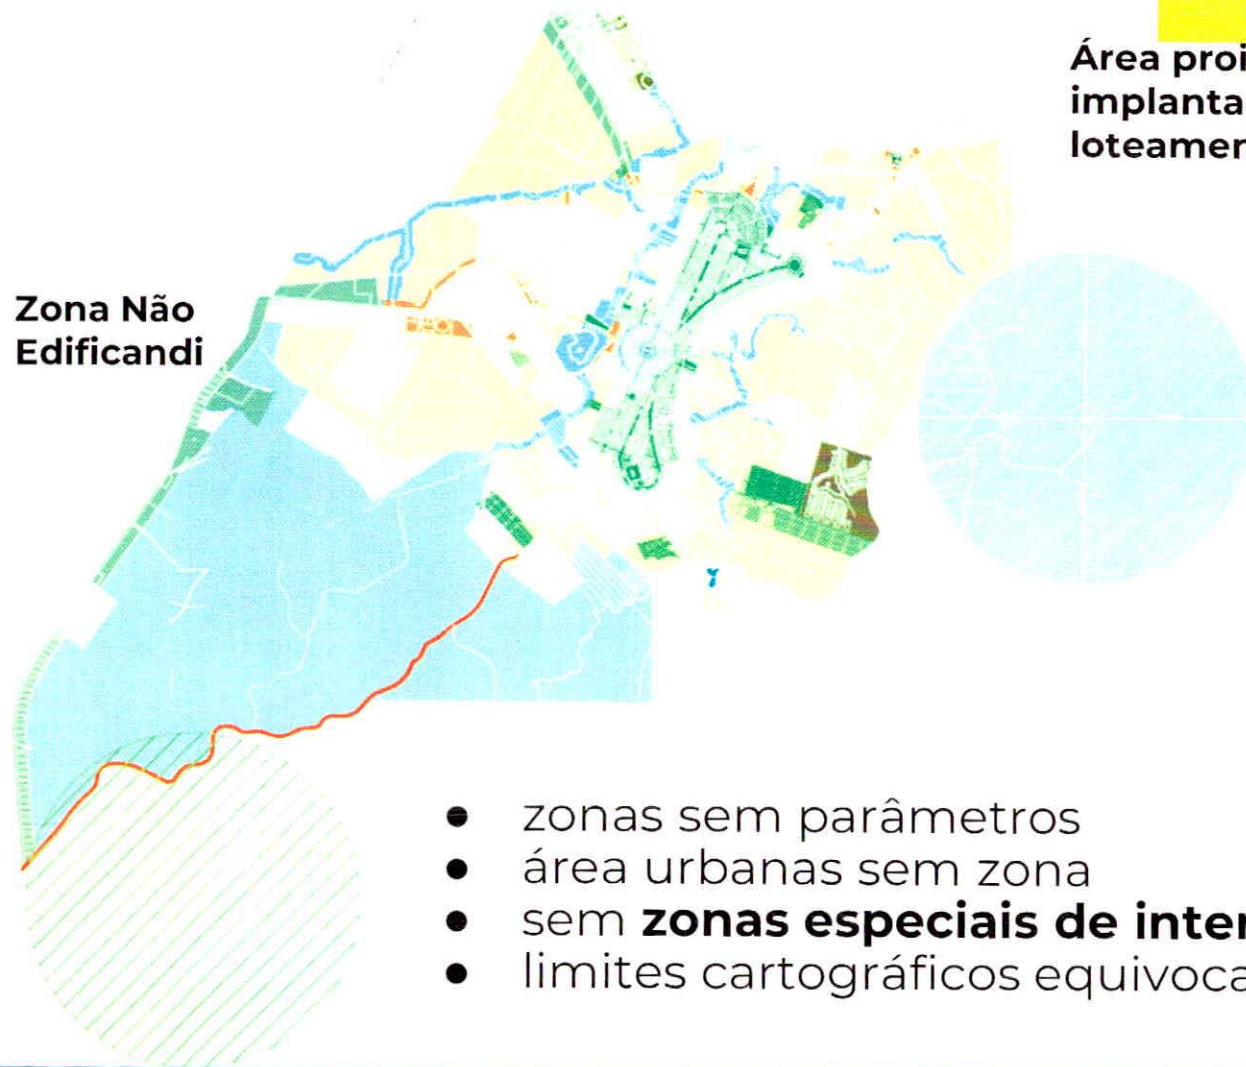 Área proi
implanta
loteamer
Zona Não
Edificandi
● zonas sem parâmetros
● área urbanas sem zona
● sem zonas especiais de inter
● limites cartográficos equivoca